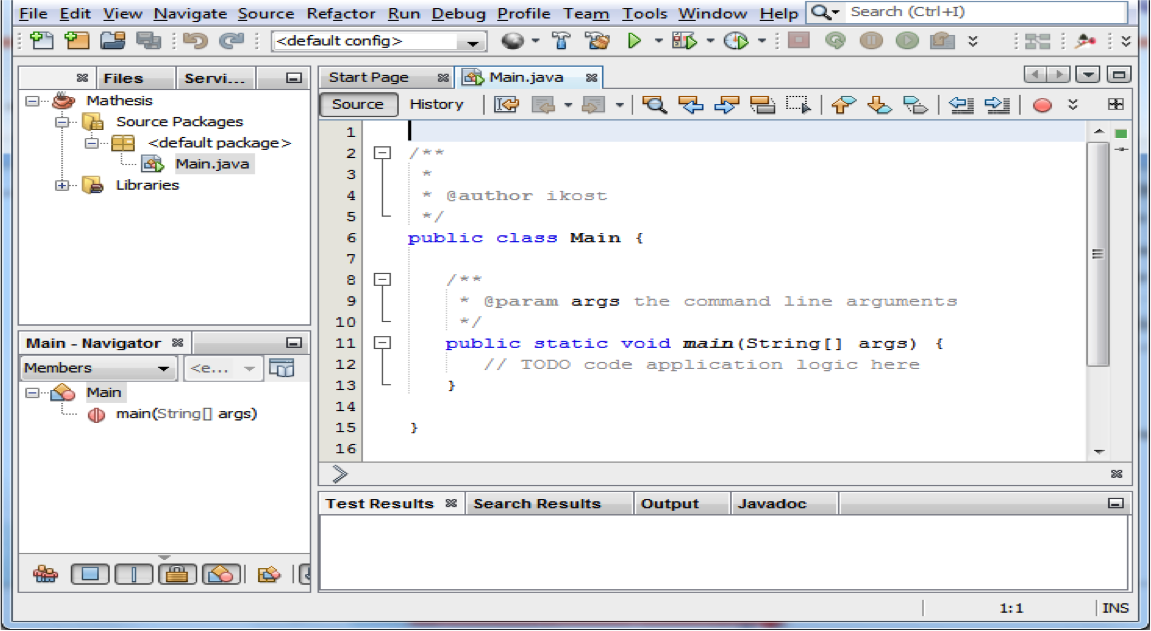 File Edit View Navigate Source Refactor Run Debug Profile Team Tools Window Help Search (Ctrl+I)
<default config>
Files Servi...
Mathesis
Source Packages
<default package>
Main.java
Libraries
Main - Navigator
Members <e...
Main
main(String[] args)
Start Page Main.java
Source History
1
2 /**
3 *
4 * @author ikost
5 */
6 public class Main {
7
8 /**
9 * @param args the command line arguments
10 */
11 public static void main(String[] args) {
12 // TODO code application logic here
13 }
14
15 }
16
Test Results Search Results Output Javadoc
1:1 INS